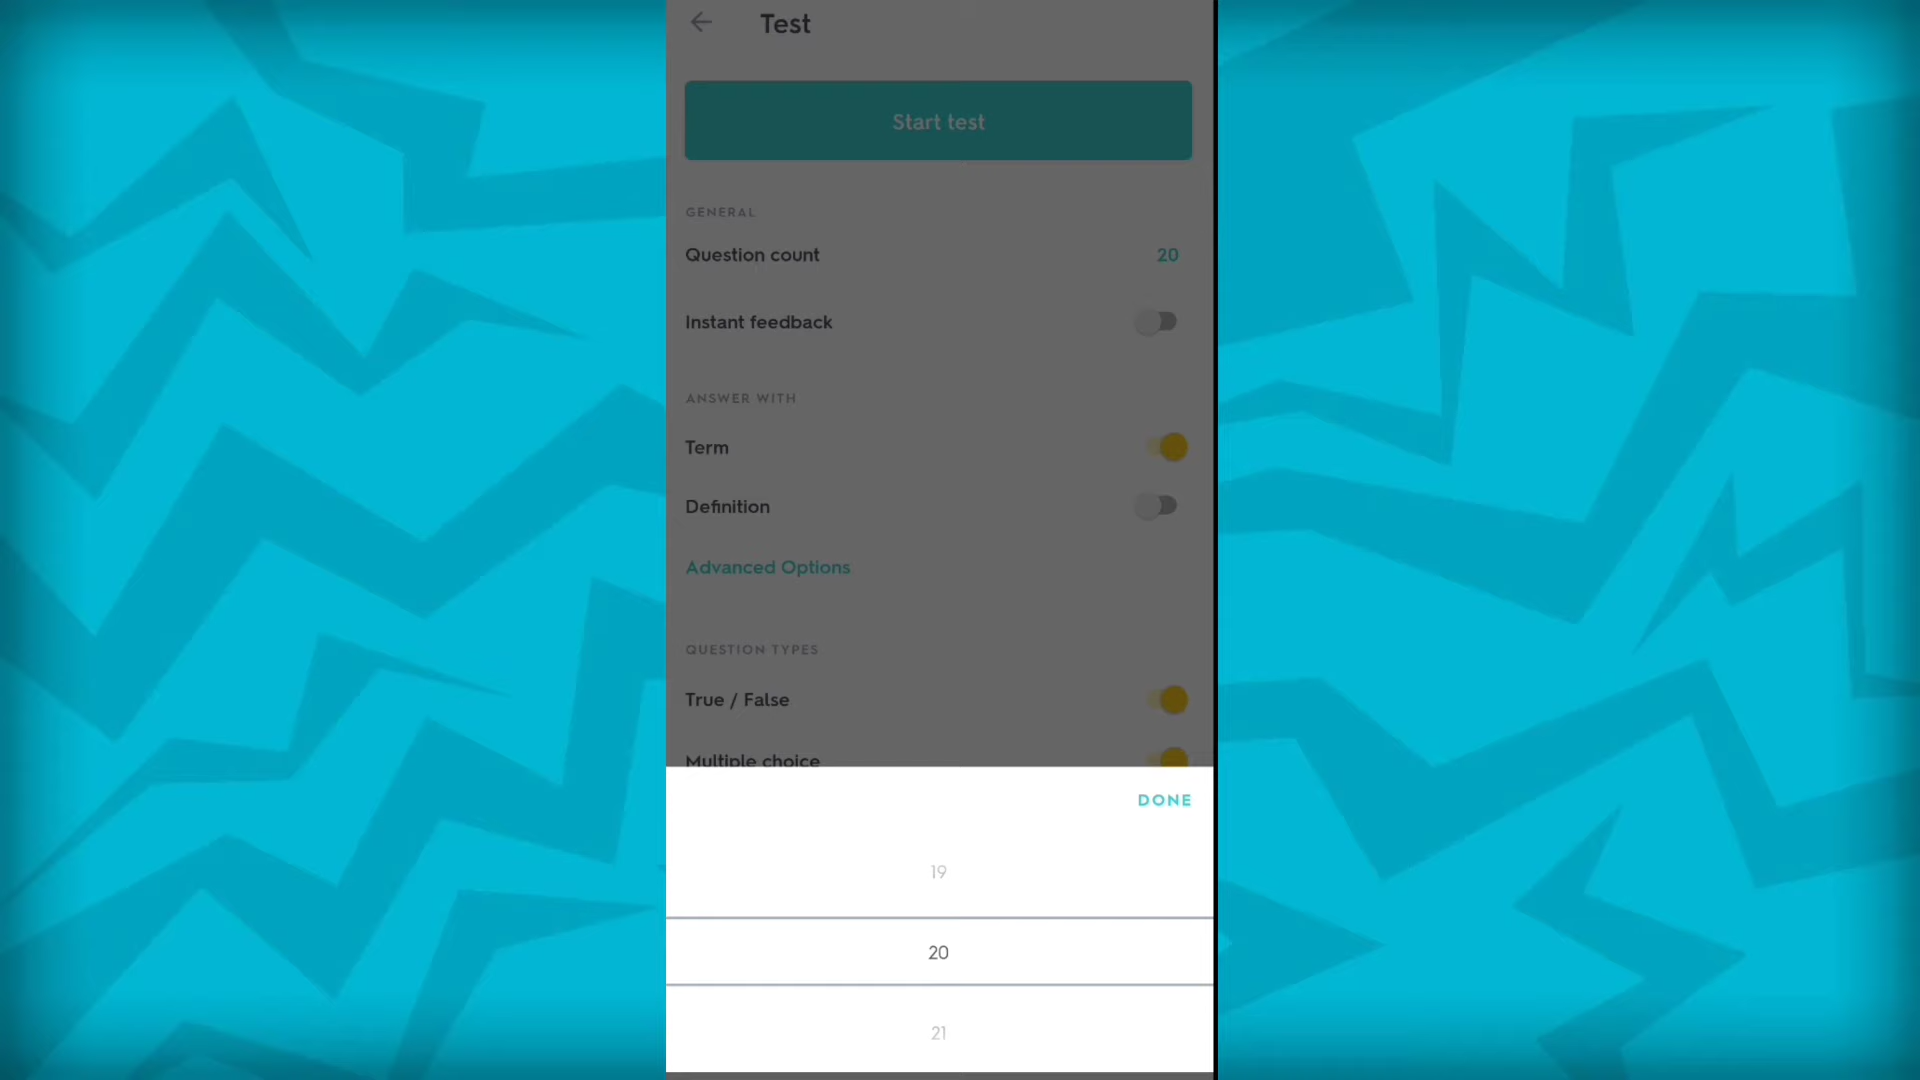 Test
Start test
GENERAL
Question count 20
Instant feedback
ANSWER WITH
Term
Definition
Advanced Options
QUESTION TYPES
True / False
Multiple choice
DONE
19
20
21